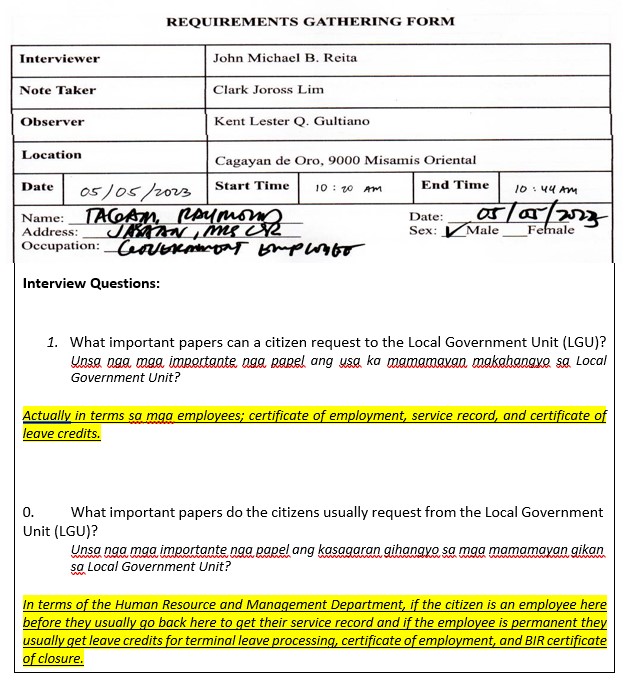 REQUIREMENTS GATHERING FORM
Interviewer John Michael B. Reita
Note Taker Clark Joross Lim
Observer Kent Lester Q. Gultiano
Location Cagayan de Oro, 9000 Misamis Oriental
Date 05/05/2023 Start Time 10:20 AM End Time 10:44 AM
Name: TAGAM, RAYMOND Date: 05/05/2023
Address: JASAAN, MIS OR Sex: ✓ Male ___ Female
Occupation: GOVERNMENT EMPLOYEE
Interview Questions:
1. What important papers can a citizen request to the Local Government Unit (LGU)?
Unsa nga mga importante nga papel ang usa ka mamamayan makahangyo sa Local
Government Unit?
Actually in terms sa mga employees; certificate of employment, service record, and certificate of
leave credits.
0. What important papers do the citizens usually request from the Local Government
Unit (LGU)?
Unsa nga mga importante nga papel ang kasagaran gihangyo sa mga mamamayan gikan
sa Local Government Unit?
In terms of the Human Resource and Management Department, if the citizen is an employee here
before they usually go back here to get their service record and if the employee is permanent they
usually get leave credits for terminal leave processing, certificate of employment, and BIR certificate
of closure.